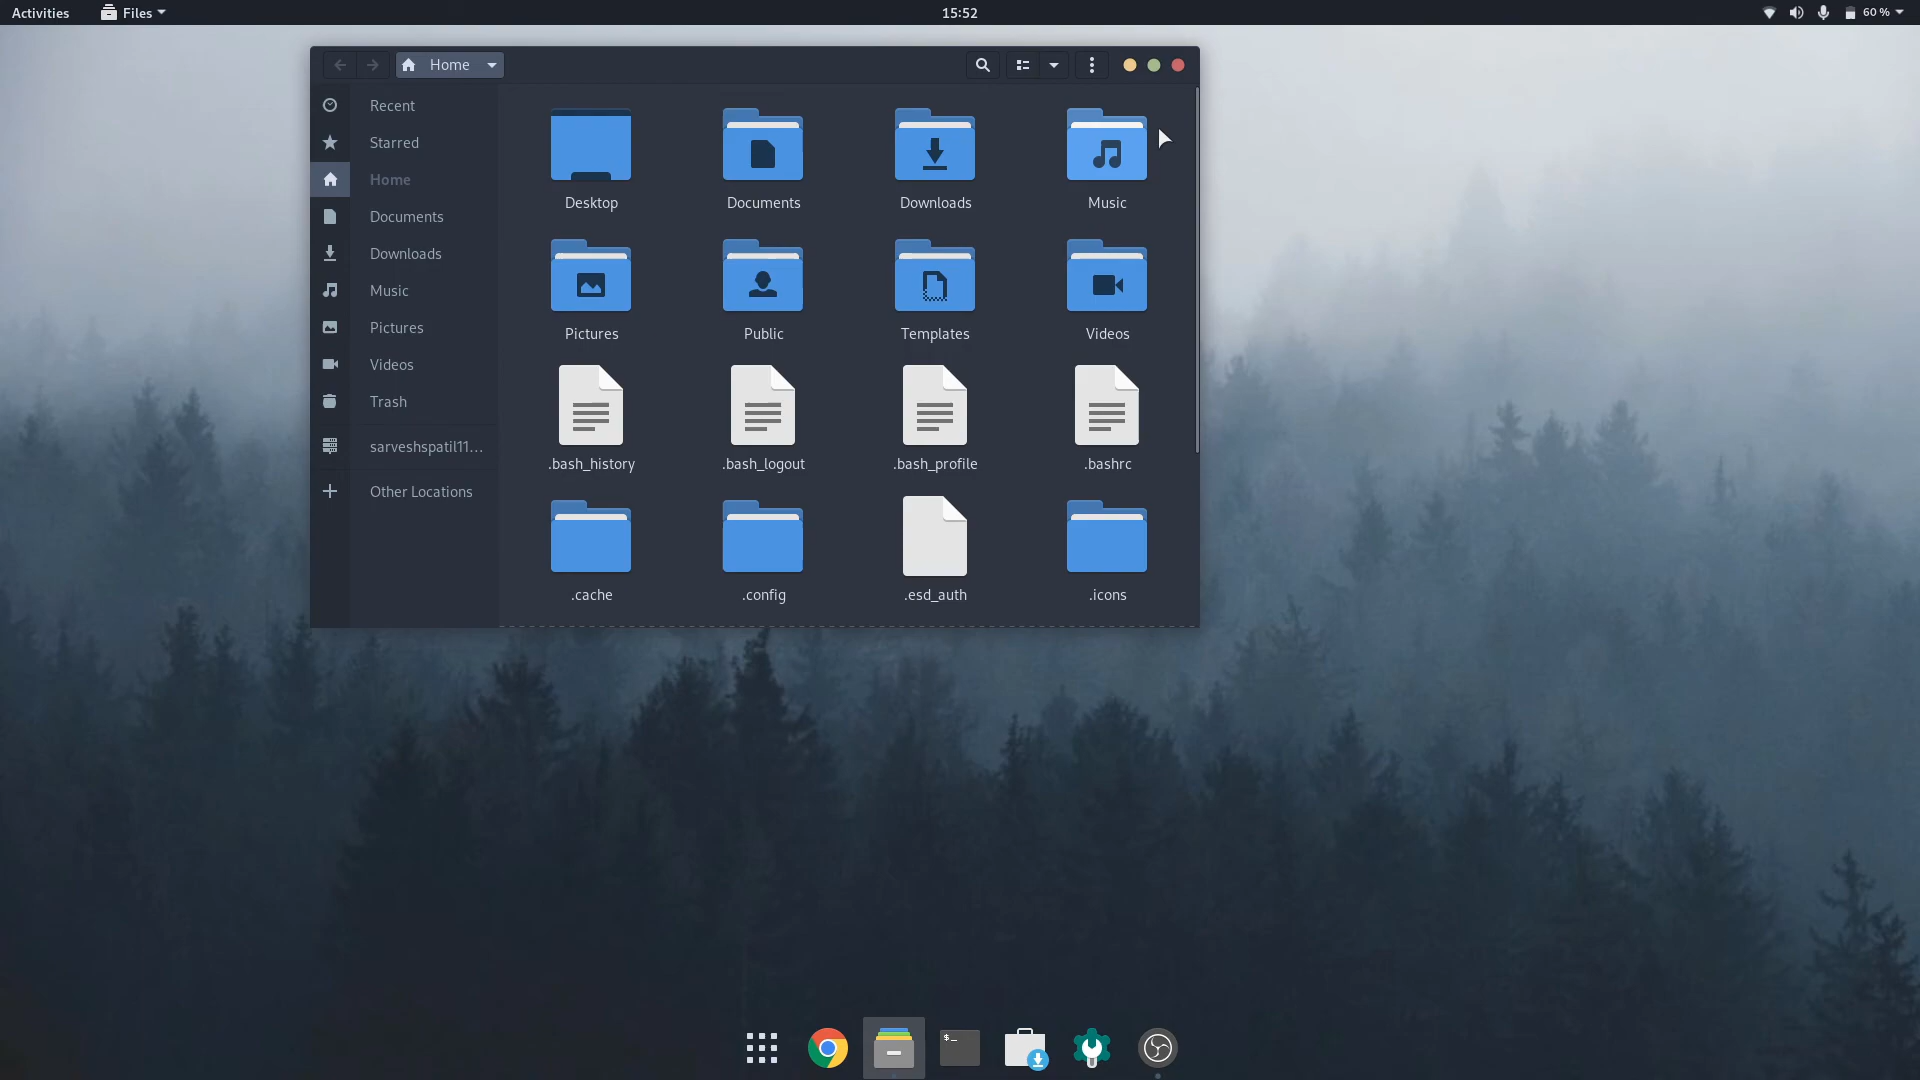 Activities Files 15:52 60 %
Home
Recent
Starred
Home
Documents
Downloads
Music
Pictures
Videos
Trash
sarveshspatil11...
Other Locations
Desktop Documents Downloads Music
Pictures Public Templates Videos
.bash_history .bash_logout .bash_profile .bashrc
.cache .config .esd_auth .icons
$_